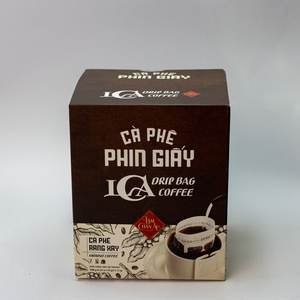 CÀ PHÊ
PHIN GIẤY
ICA DRIP BAG
COFFEE
CÀ PHÊ
PHIN GIẤY
ICA DRIP BAG
COFFEE
CÀ PHÊ
RANG XAY